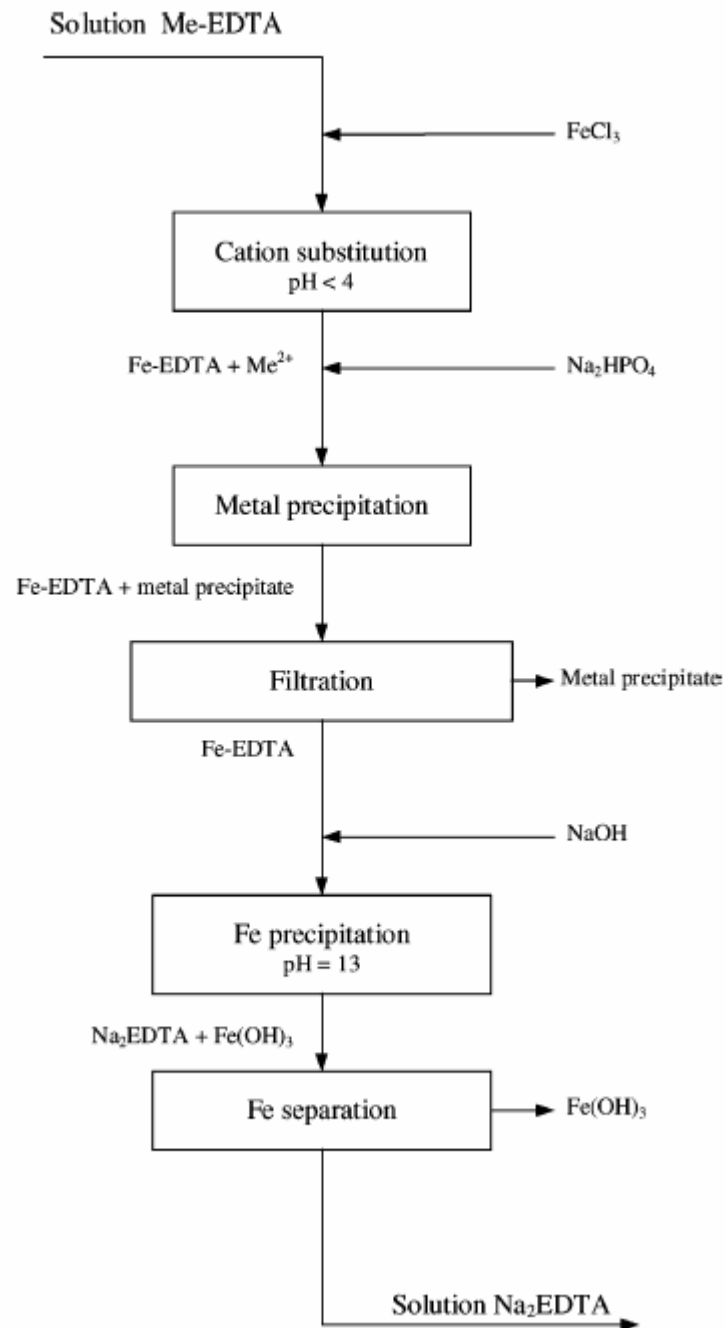 Solution Me-EDTA
FeCl₃
Cation substitution
pH < 4
Fe-EDTA + Me²⁺
Na₂HPO₄
Metal precipitation
Fe-EDTA + metal precipitate
Filtration
Metal precipitate
Fe-EDTA
NaOH
Fe precipitation
pH = 13
Na₂EDTA + Fe(OH)₃
Fe separation
Fe(OH)₃
Solution Na₂EDTA